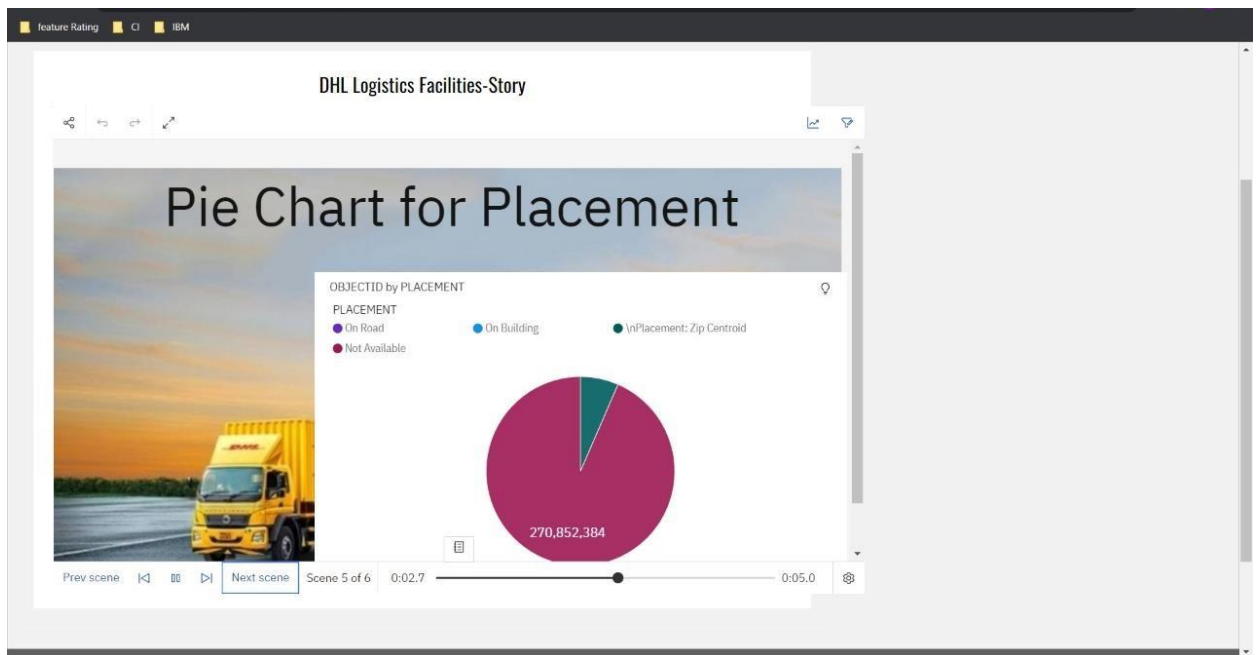 feature Rating CI IBM
DHL Logistics Facilities-Story
Pie Chart for Placement
OBJECTID by PLACEMENT
PLACEMENT
On Road On Building \nPlacement: Zip Centroid
Not Available
DHL
270,852,384
Prev scene Next scene Scene 5 of 6 0:02.7 0:05.0